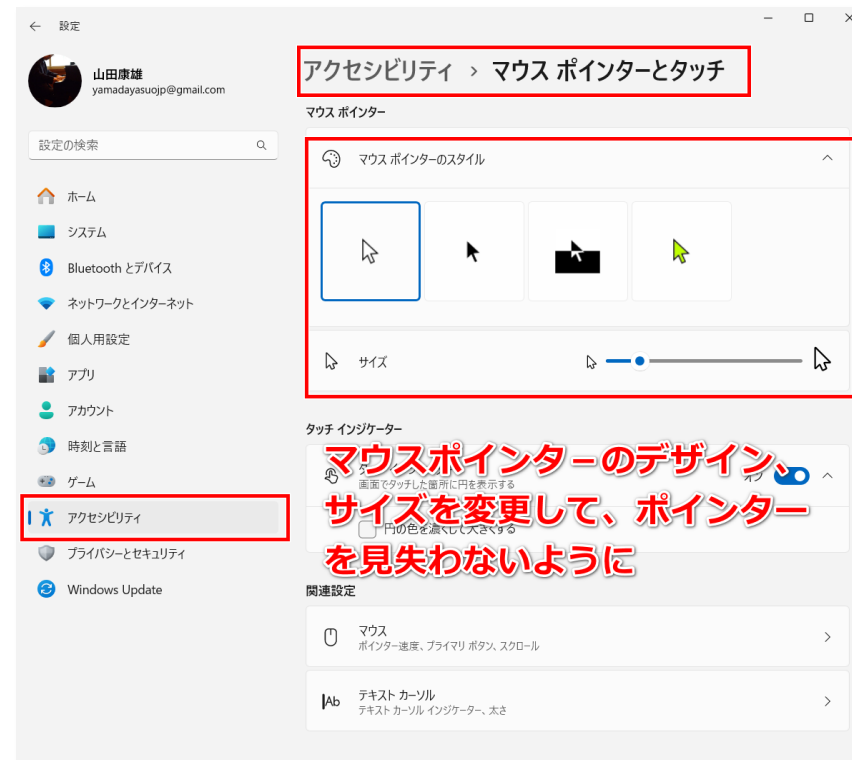 設定
山田康雄
yamadayasuojp@gmail.com
設定の検索
ホーム
システム
Bluetooth とデバイス
ネットワークとインターネット
個人用設定
アプリ
アカウント
時刻と言語
ゲーム
アクセシビリティ
プライバシーとセキュリティ
Windows Update
アクセシビリティ › マウス ポインターとタッチ
マウス ポインター
マウス ポインターのスタイル
サイズ
タッチ インジケーター
画面でタッチした箇所に円を表示する
円の色を濃くして大きくする
マウスポインターのデザイン、
サイズを変更して、ポインター
を見失わないように
関連設定
マウス
ポインター速度、プライマリ ボタン、スクロール
テキスト カーソル
テキスト カーソル インジケーター、太さ